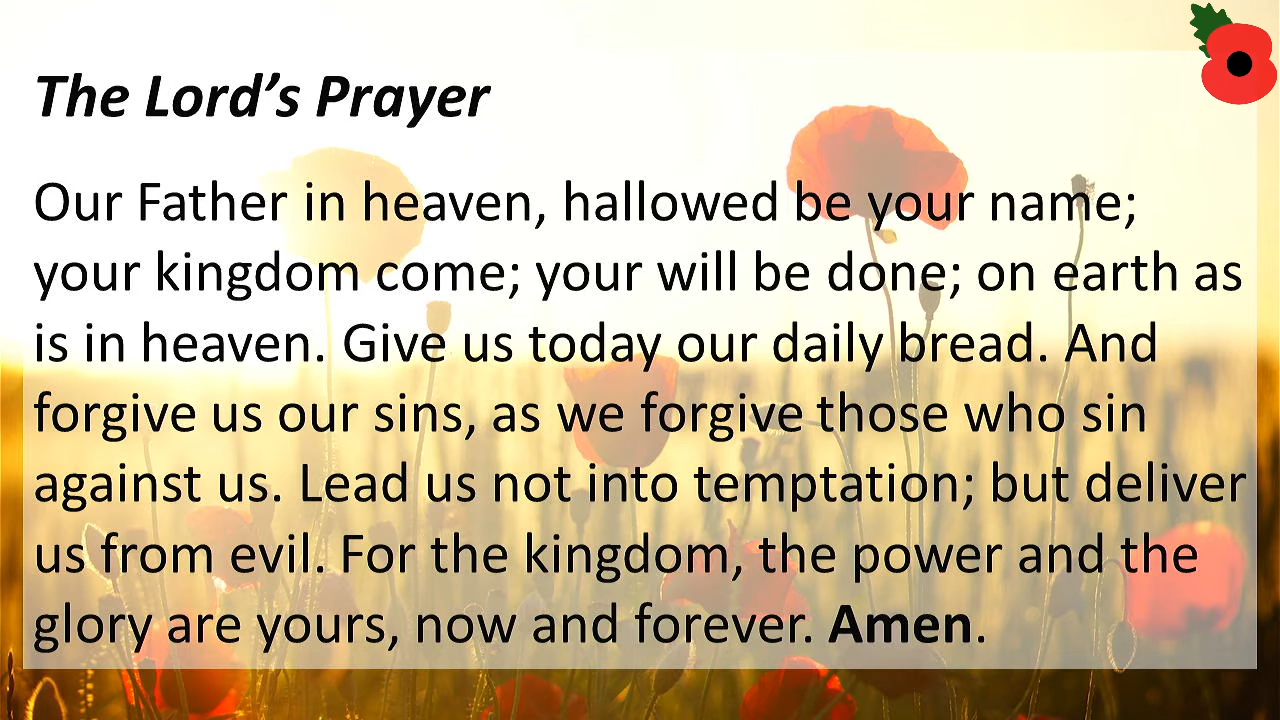 The Lord’s Prayer
Our Father in heaven, hallowed be your name;
your kingdom come; your will be done; on earth as
is in heaven. Give us today our daily bread. And
forgive us our sins, as we forgive those who sin
against us. Lead us not into temptation; but deliver
us from evil. For the kingdom, the power and the
glory are yours, now and forever. Amen.